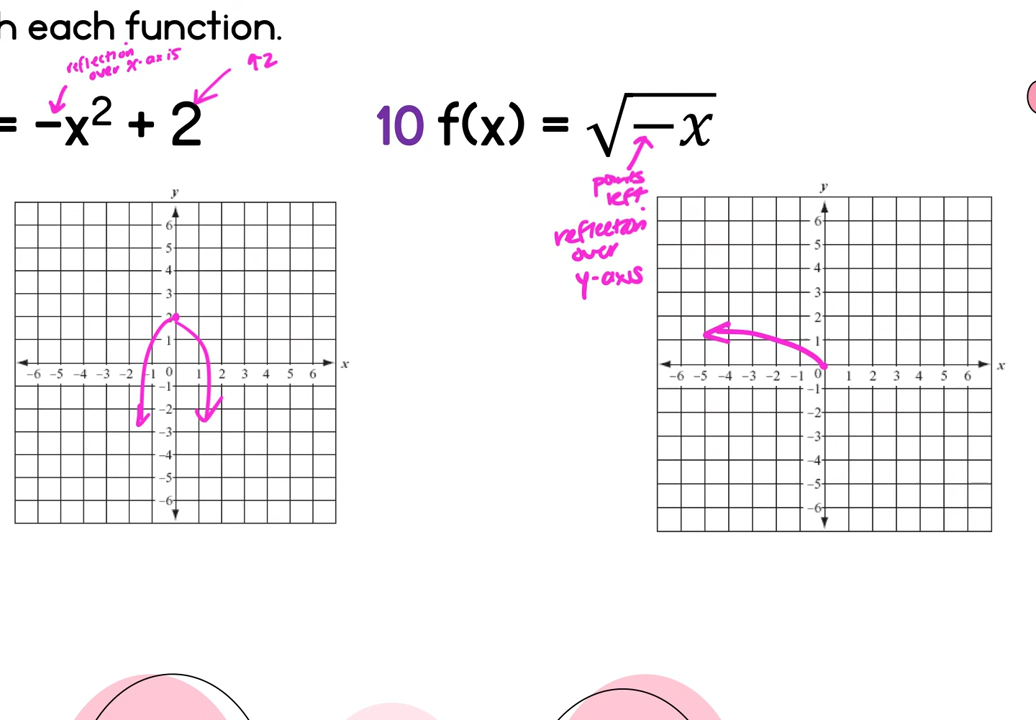 h each function.
reflection
over x-axis
↑2
= -x² + 2
10 f(x) = √-x
points
left
reflection
over
y-axis
y
6
5
4
3
2
1
-6 -5 -4 -3 -2 -1 0 1 2 3 4 5 6 x
-1
-2
-3
-4
-5
-6
y
6
5
4
3
2
1
-6 -5 -4 -3 -2 -1 0 1 2 3 4 5 6 x
-1
-2
-3
-4
-5
-6